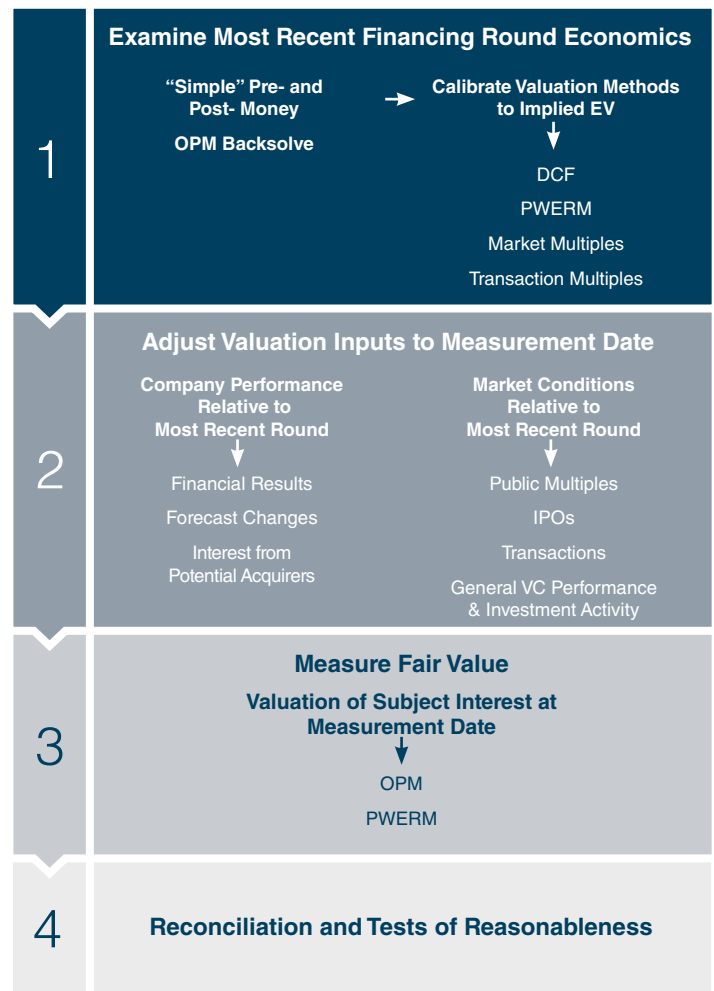 1
Examine Most Recent Financing Round Economics
“Simple” Pre- and
Post- Money
OPM Backsolve
Calibrate Valuation Methods
to Implied EV
DCF
PWERM
Market Multiples
Transaction Multiples
2
Adjust Valuation Inputs to Measurement Date
Company Performance
Relative to
Most Recent Round
Financial Results
Forecast Changes
Interest from
Potential Acquirers
Market Conditions
Relative to
Most Recent Round
Public Multiples
IPOs
Transactions
General VC Performance
& Investment Activity
3
Measure Fair Value
Valuation of Subject Interest at
Measurement Date
OPM
PWERM
4
Reconciliation and Tests of Reasonableness